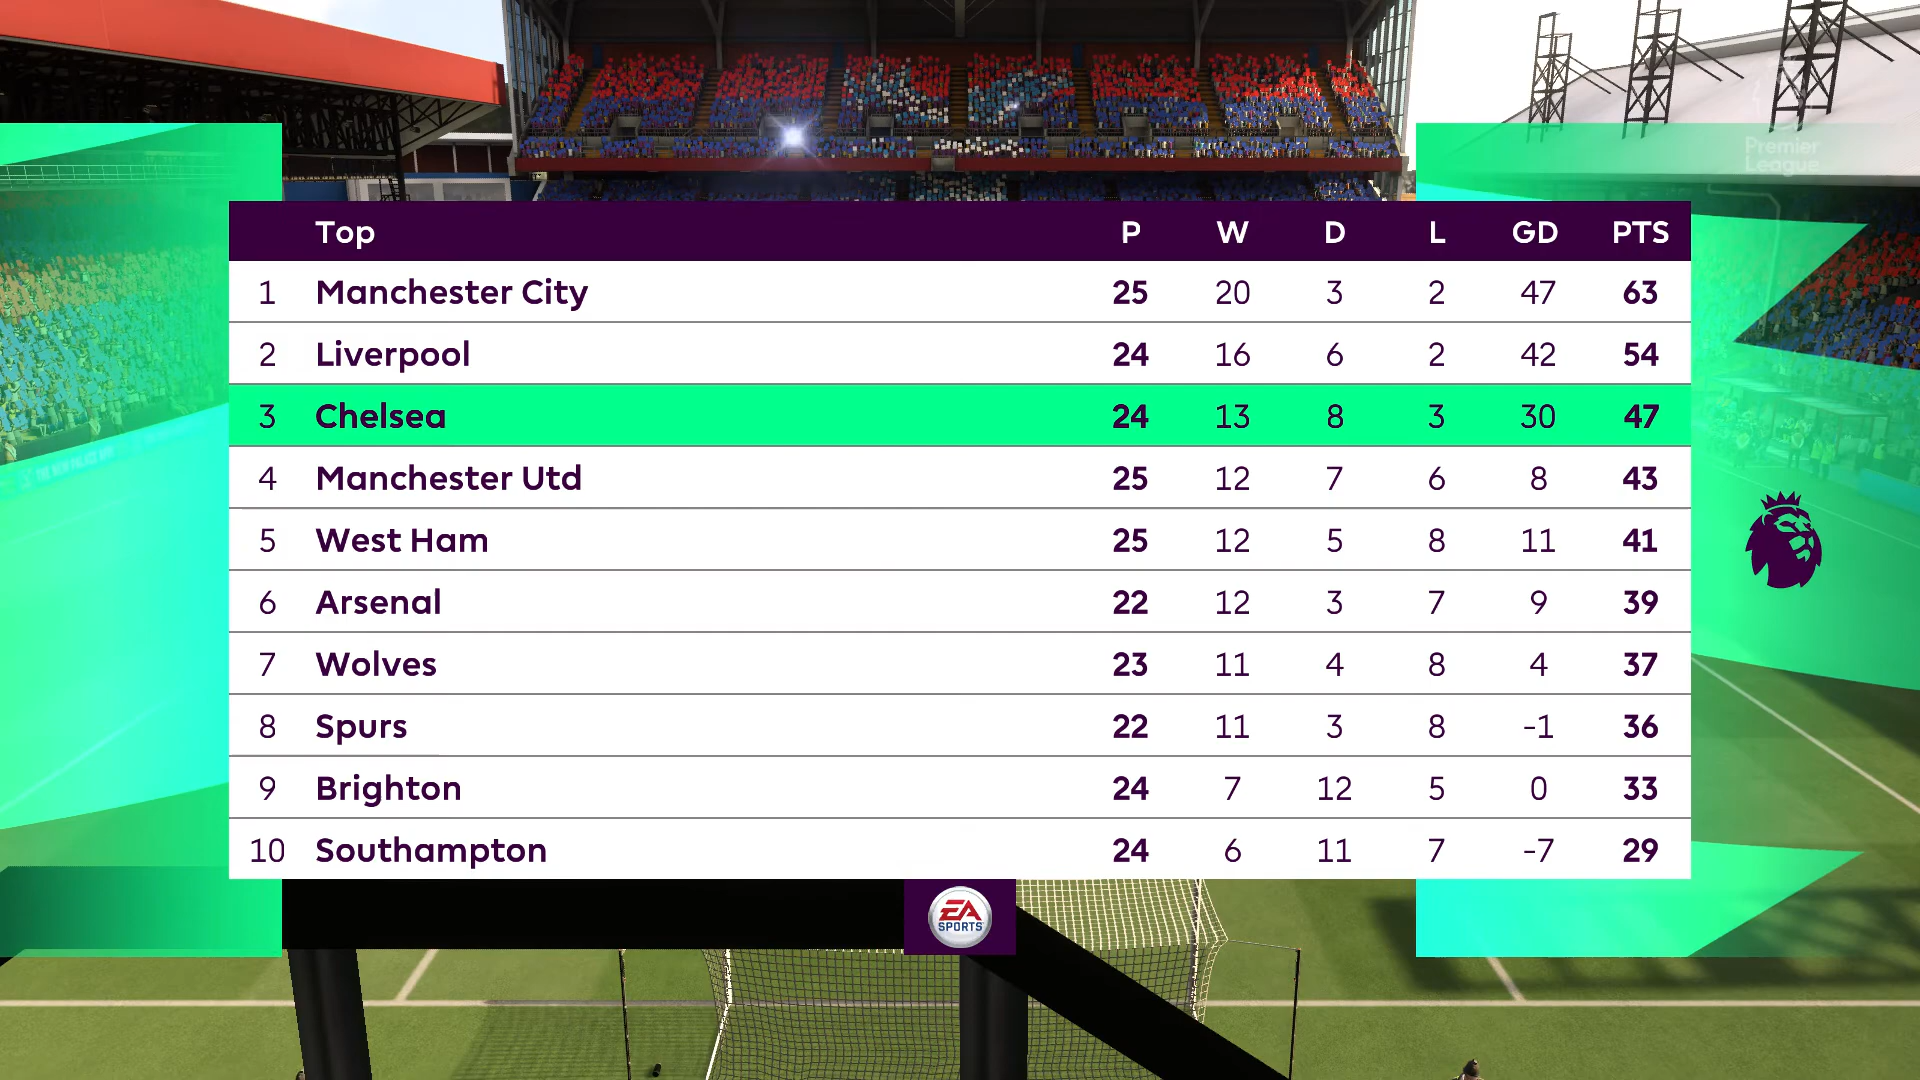 Premier
League
Top P W D L GD PTS
1 Manchester City 25 20 3 2 47 63
2 Liverpool 24 16 6 2 42 54
3 Chelsea 24 13 8 3 30 47
4 Manchester Utd 25 12 7 6 8 43
5 West Ham 25 12 5 8 11 41
6 Arsenal 22 12 3 7 9 39
7 Wolves 23 11 4 8 4 37
8 Spurs 22 11 3 8 -1 36
9 Brighton 24 7 12 5 0 33
10 Southampton 24 6 11 7 -7 29
EA
SPORTS